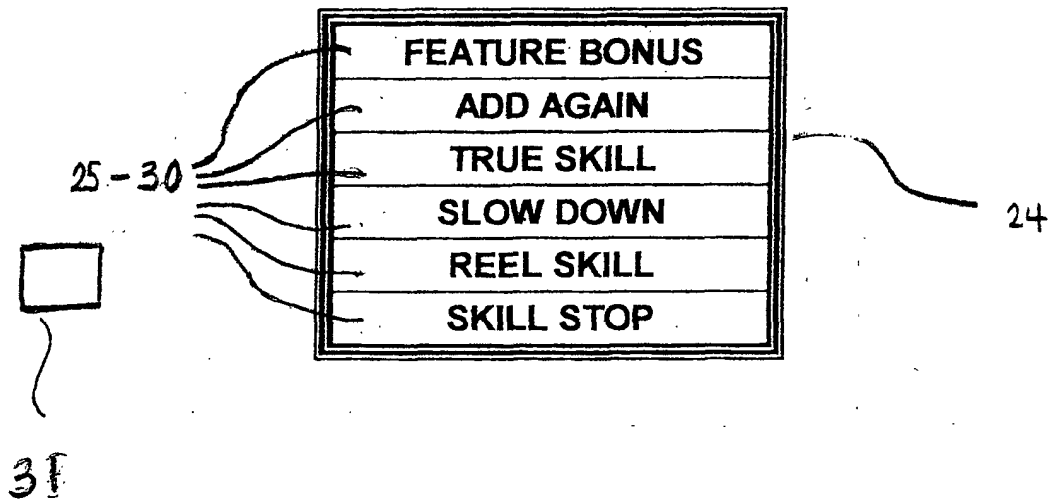 FEATURE BONUS
ADD AGAIN
TRUE SKILL
SLOW DOWN
REEL SKILL
SKILL STOP
25-30
24
31